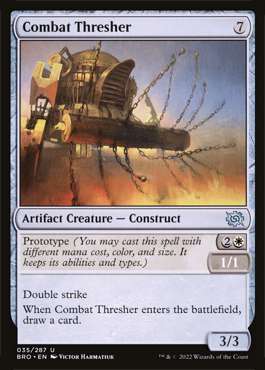 Combat Thresher 7
Artifact Creature — Construct
Prototype (You may cast this spell with 2
different mana cost, color, and size. It
keeps its abilities and types.) 1/1
Double strike
When Combat Thresher enters the battlefield,
draw a card.
3/3
035/287 U
BRO • EN Victor Harmatiuk ™ & © 2022 Wizards of the Coast